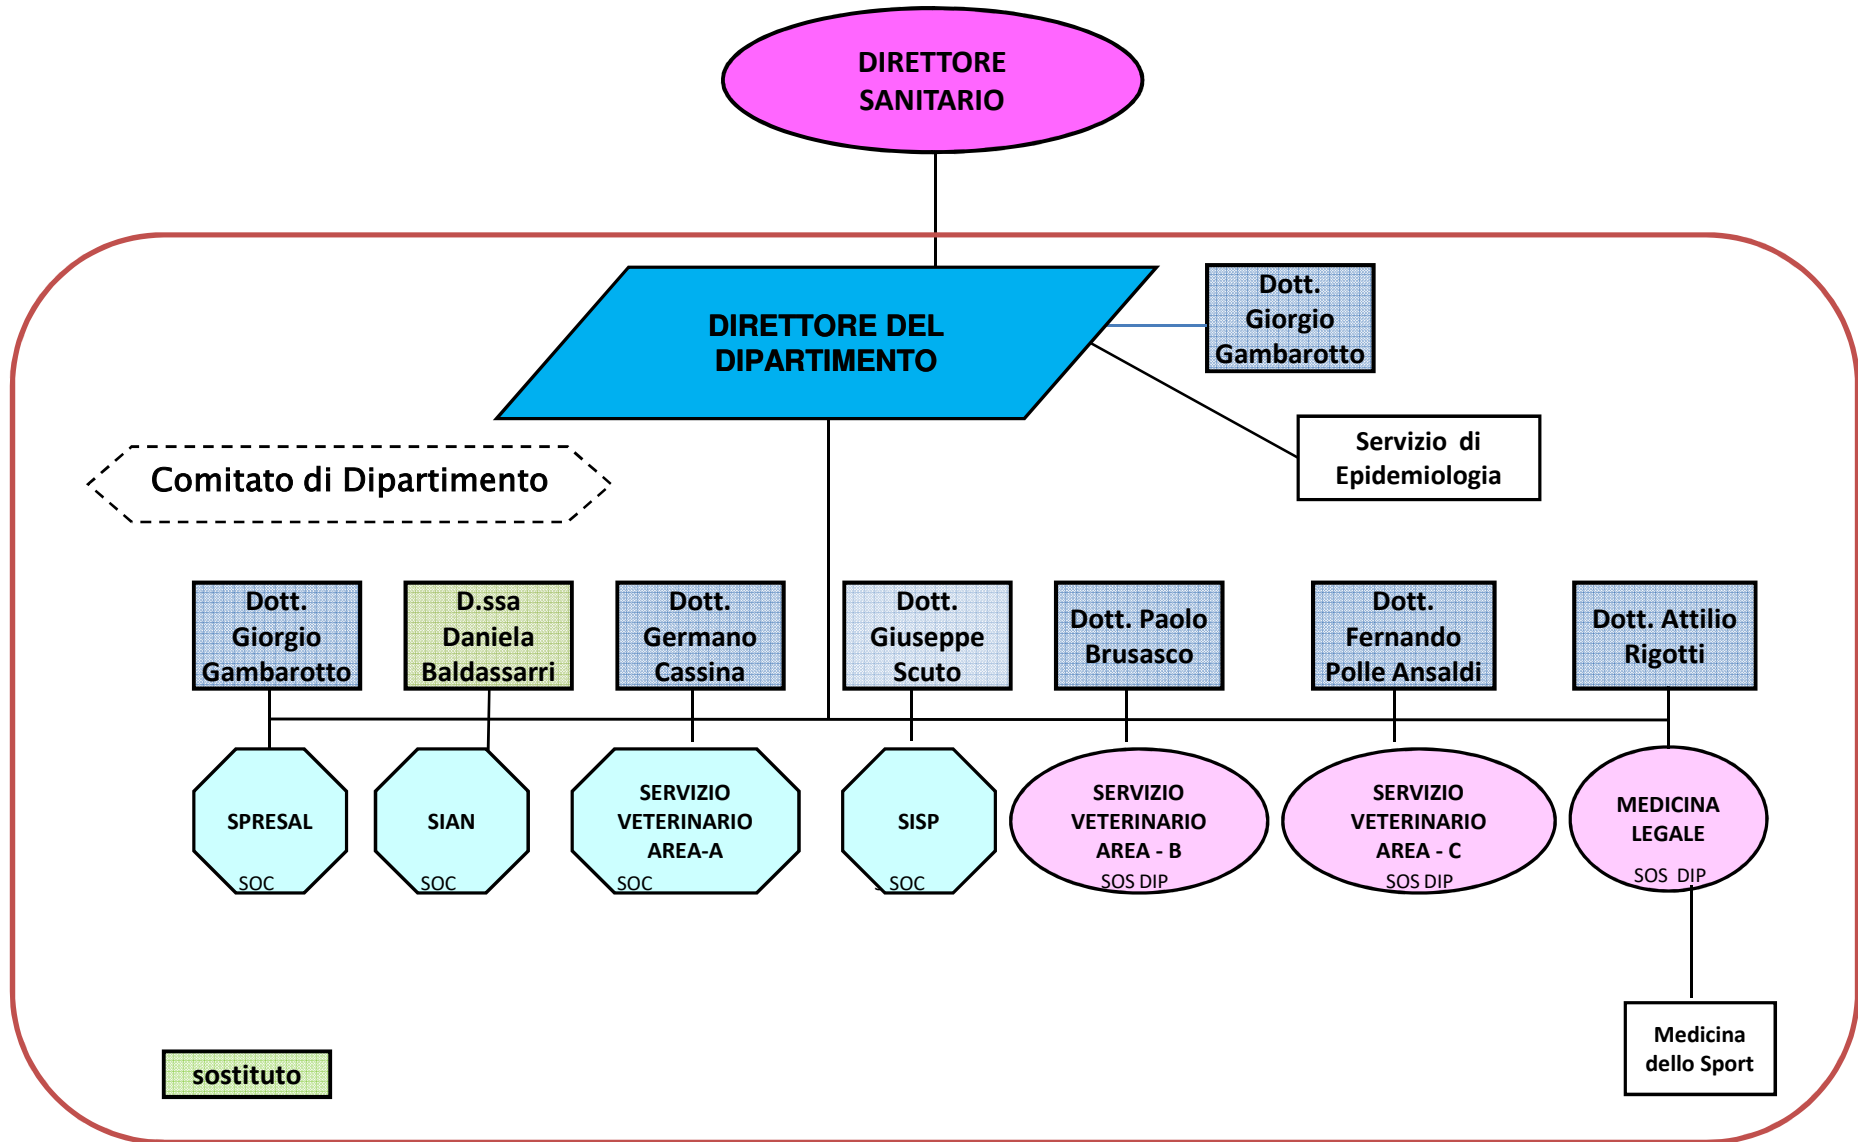 DIRETTORE
SANITARIO
DIRETTORE DEL
DIPARTIMENTO
Dott.
Giorgio
Gambarotto
Servizio di
Epidemiologia
Comitato di Dipartimento
Dott.
Giorgio
Gambarotto
D.ssa
Daniela
Baldassarri
Dott.
Germano
Cassina
Dott.
Giuseppe
Scuto
Dott. Paolo
Brusasco
Dott.
Fernando
Polle Ansaldi
Dott. Attilio
Rigotti
SPRESAL
SOC
SIAN
SOC
SERVIZIO
VETERINARIO
AREA-A
SOC
SISP
SOC
SERVIZIO
VETERINARIO
AREA - B
SOS DIP
SERVIZIO
VETERINARIO
AREA - C
SOS DIP
MEDICINA
LEGALE
SOS DIP
Medicina
dello Sport
sostituto